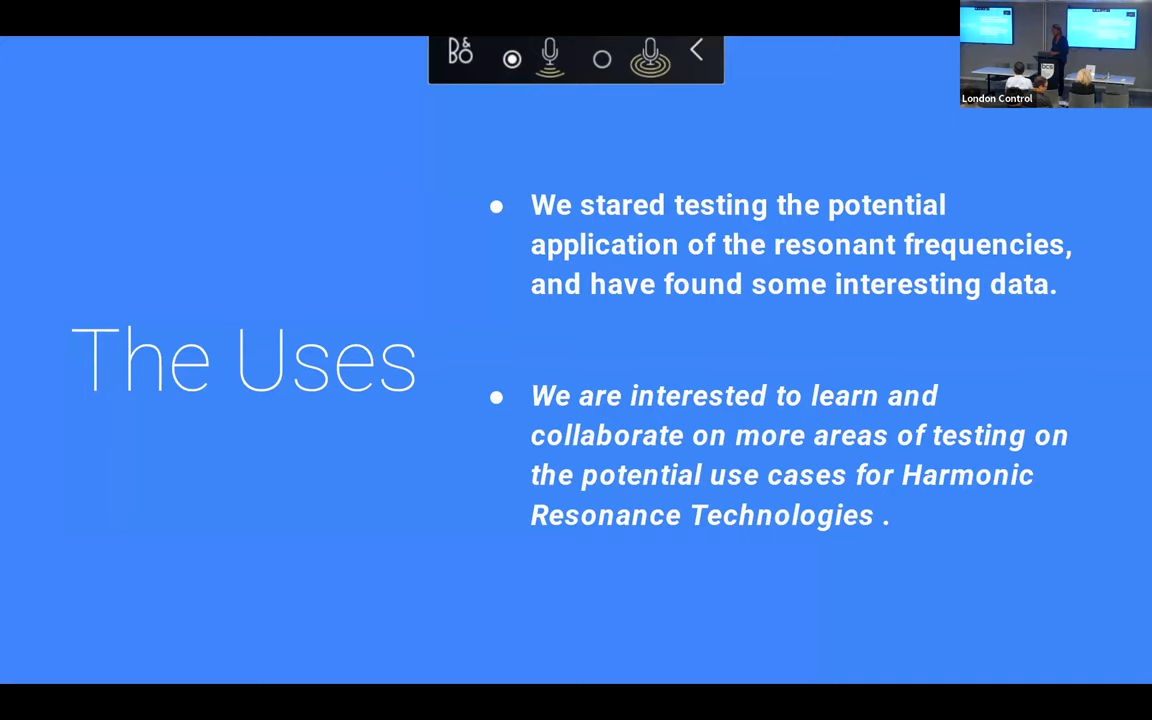 B&O
London Control
The Uses
● We stared testing the potential
application of the resonant frequencies,
and have found some interesting data.
● We are interested to learn and
collaborate on more areas of testing on
the potential use cases for Harmonic
Resonance Technologies .